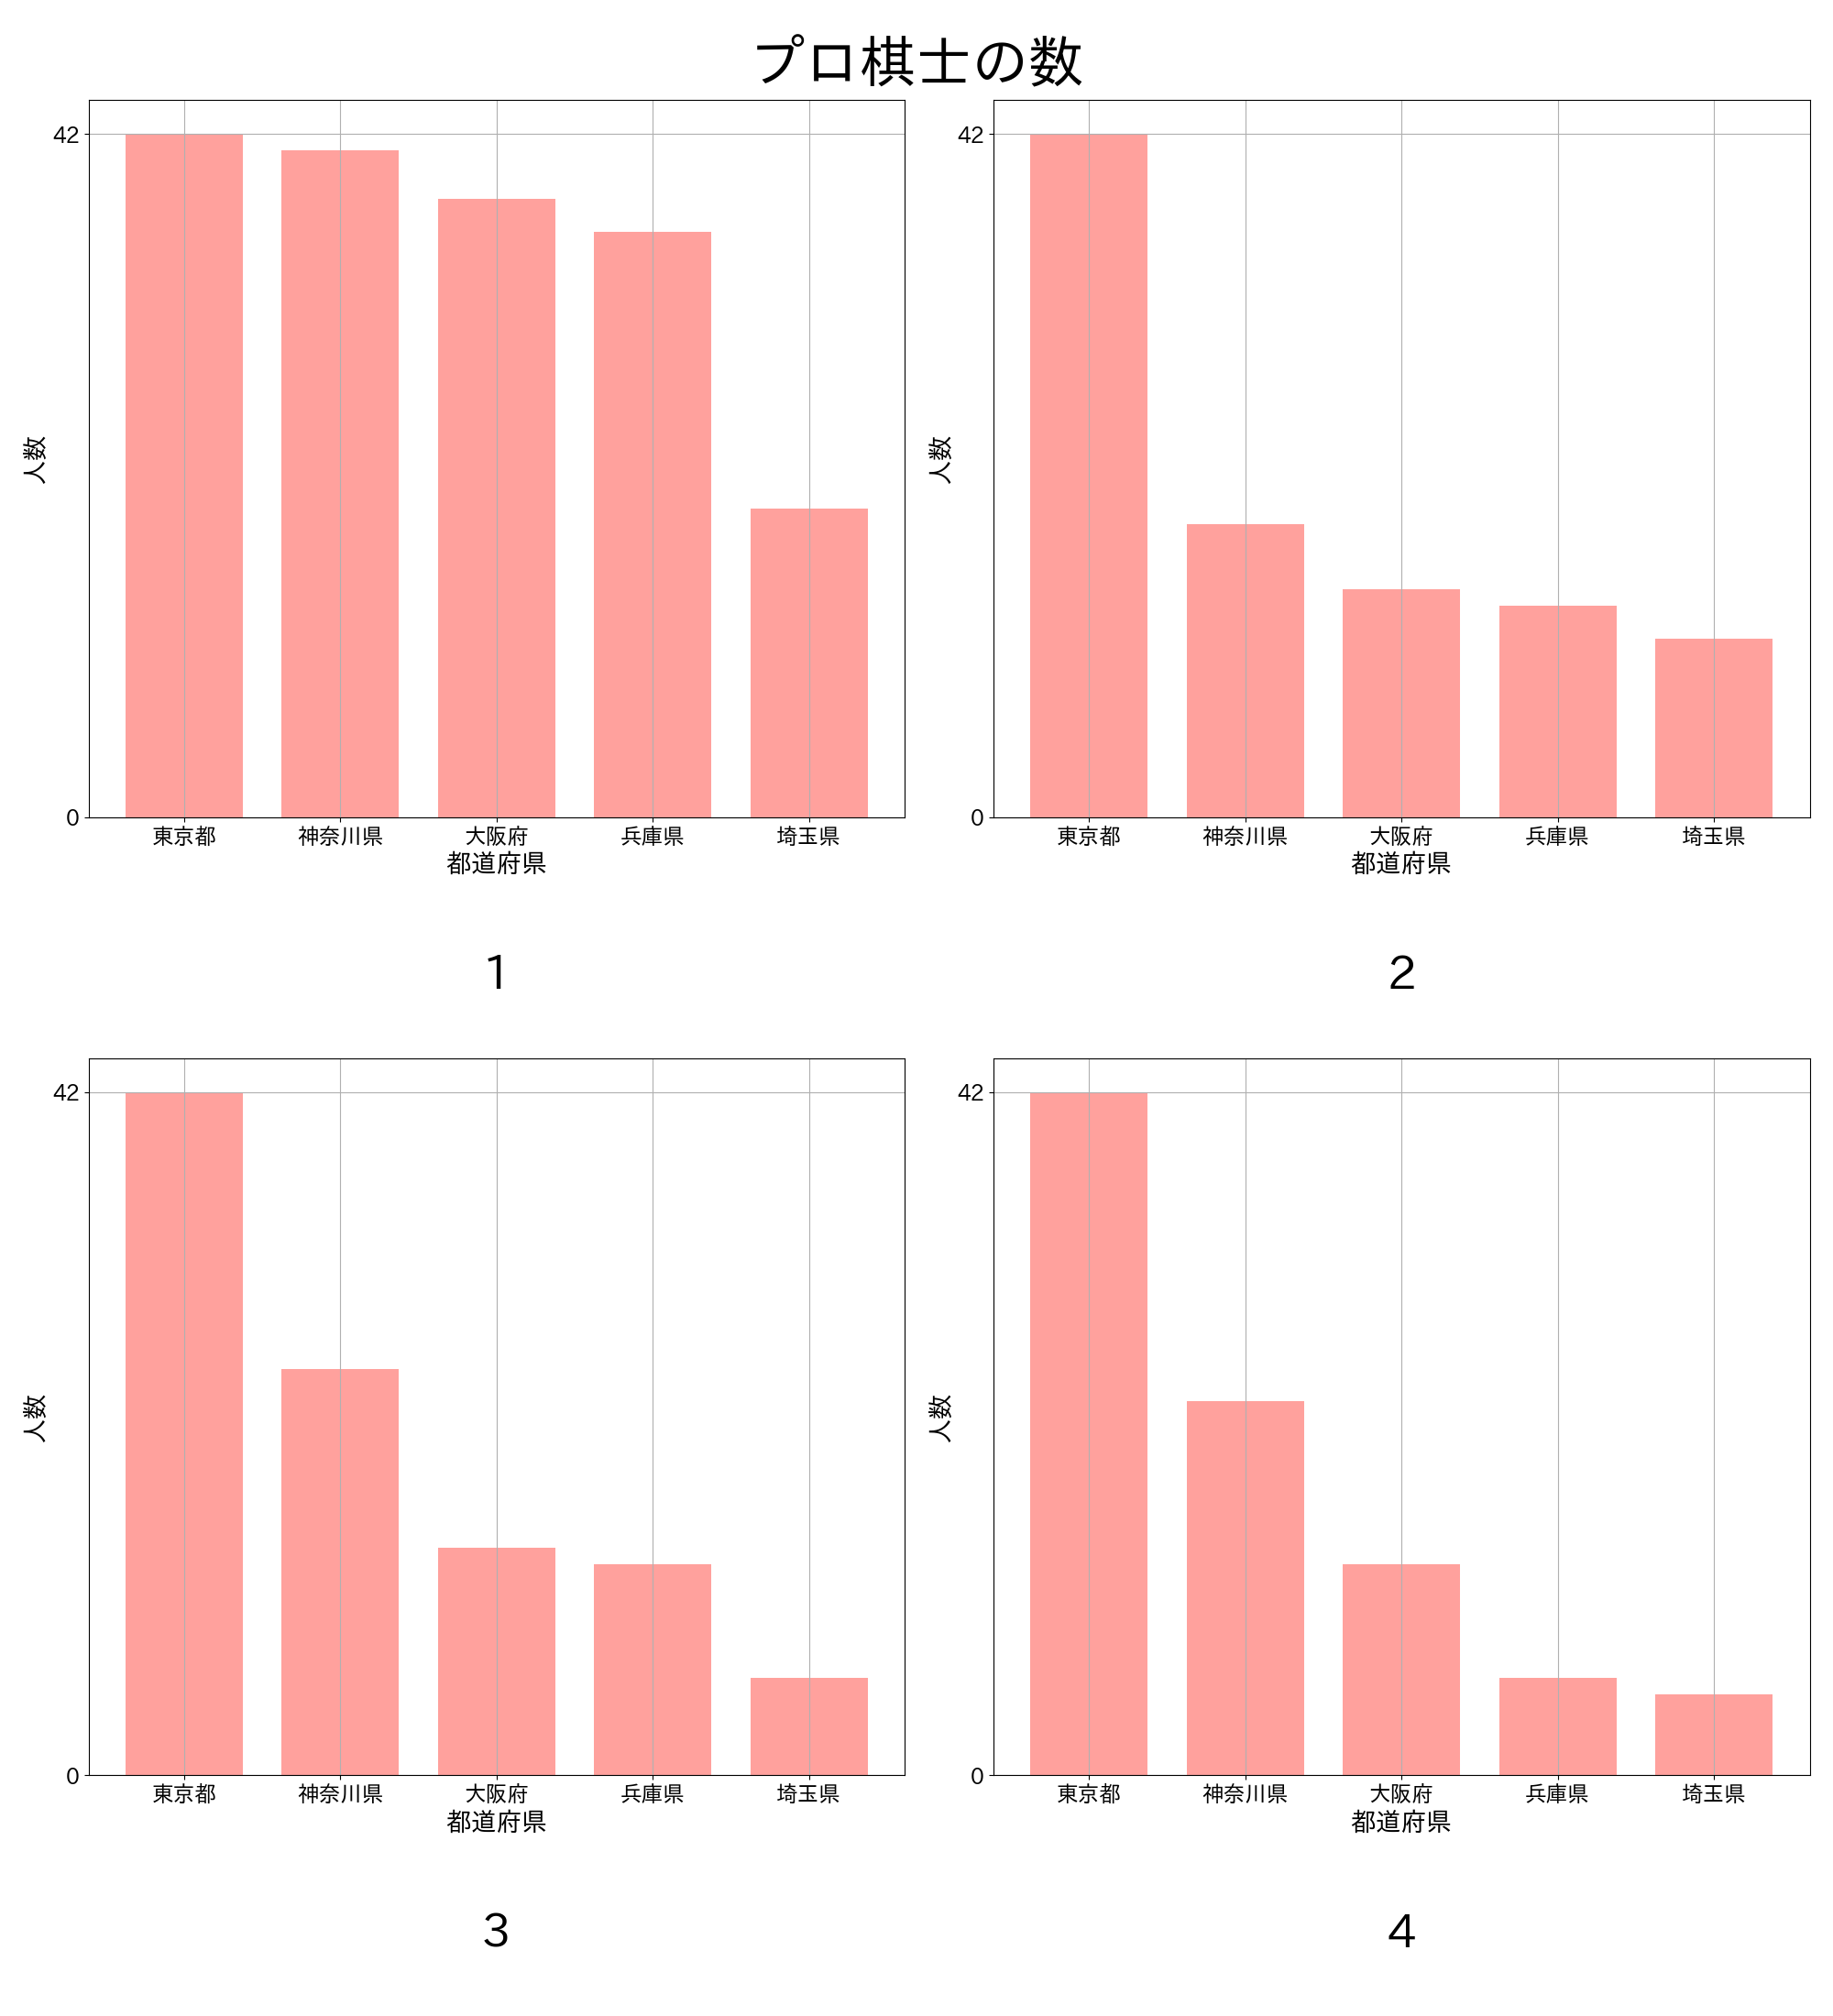 プロ棋士の数
42
人数
0
東京都 神奈川県 大阪府 兵庫県 埼玉県
都道府県
1
42
人数
0
東京都 神奈川県 大阪府 兵庫県 埼玉県
都道府県
2
42
人数
0
東京都 神奈川県 大阪府 兵庫県 埼玉県
都道府県
3
42
人数
0
東京都 神奈川県 大阪府 兵庫県 埼玉県
都道府県
4